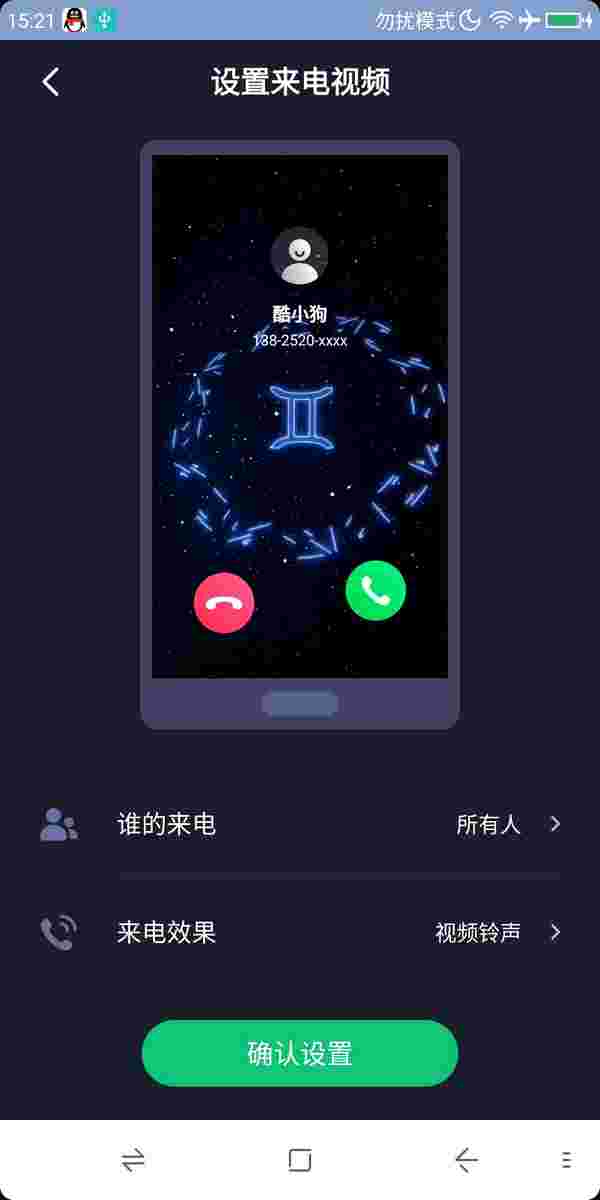 15:21 勿扰模式
设置来电视频
酷小狗
138-2520-xxxx
谁的来电 所有人
来电效果 视频铃声
确认设置